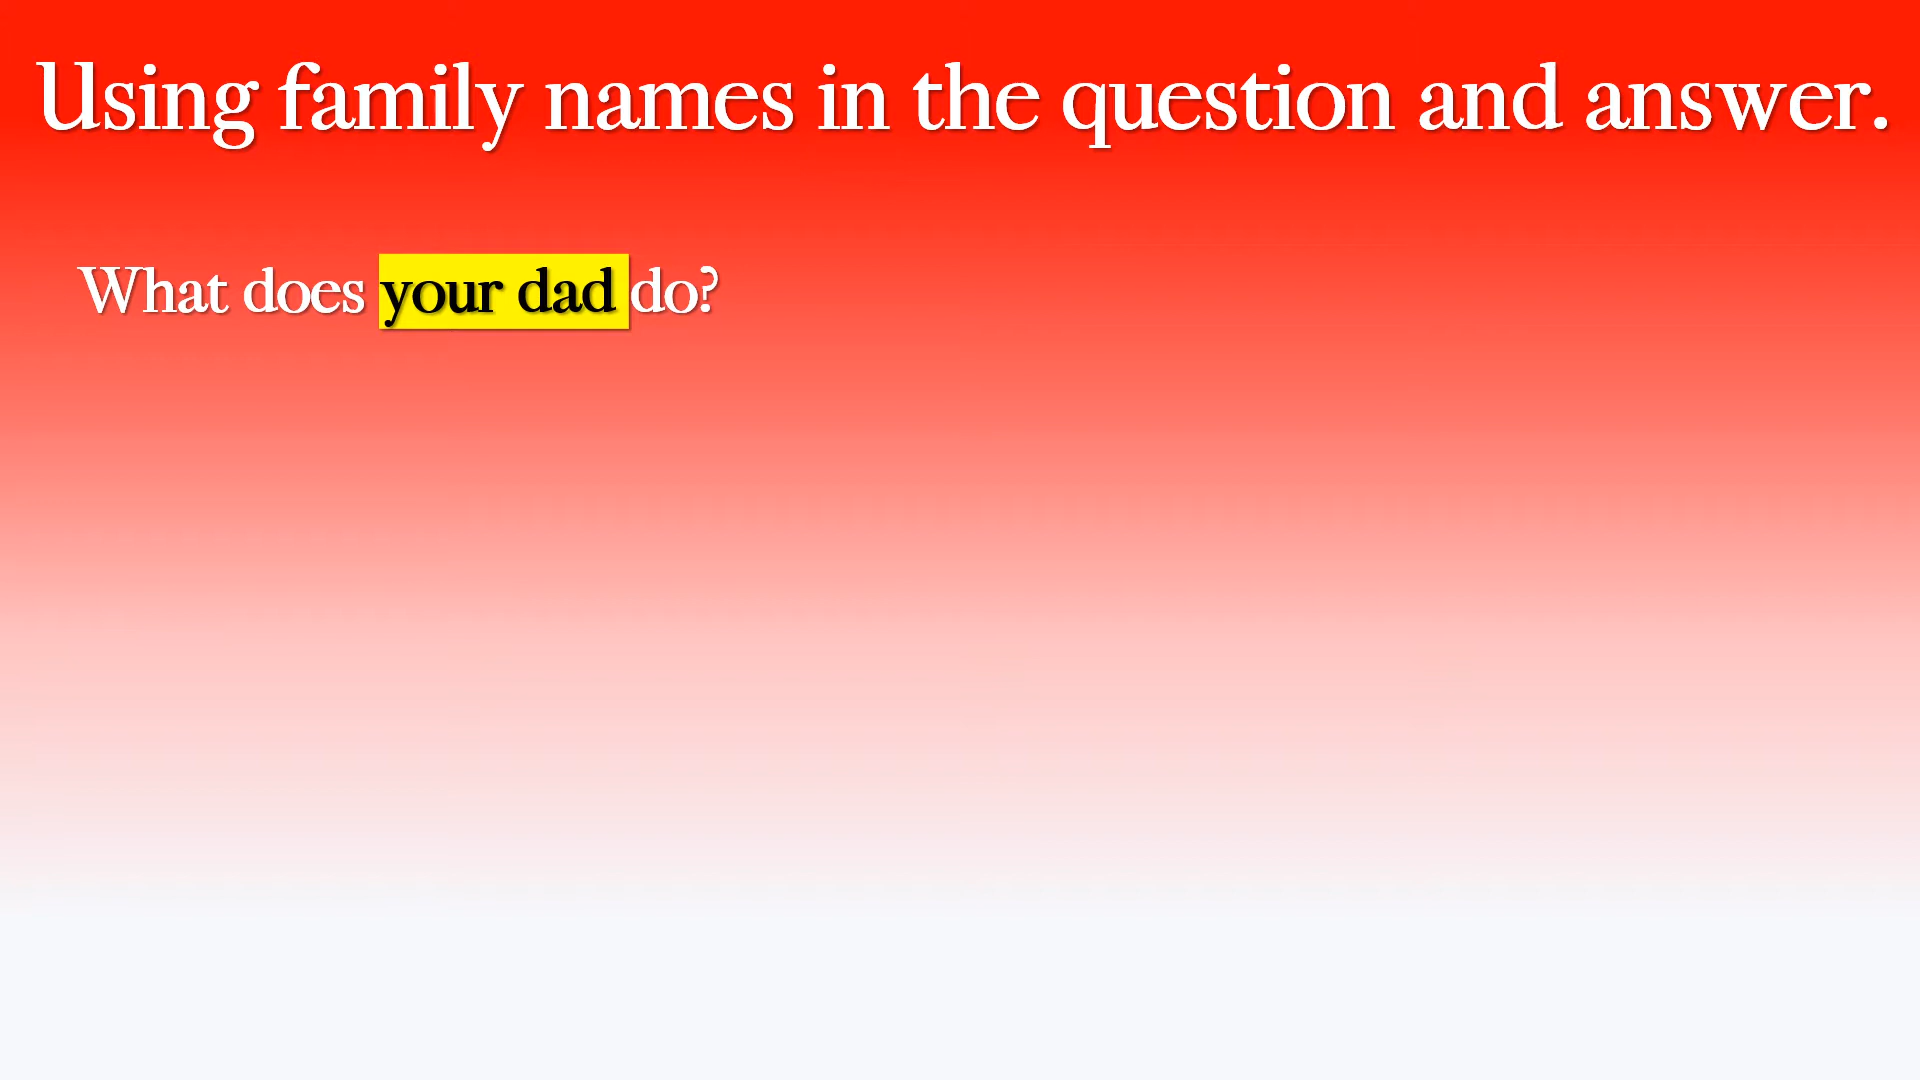 Using family names in the question and answer.
What does your dad do?